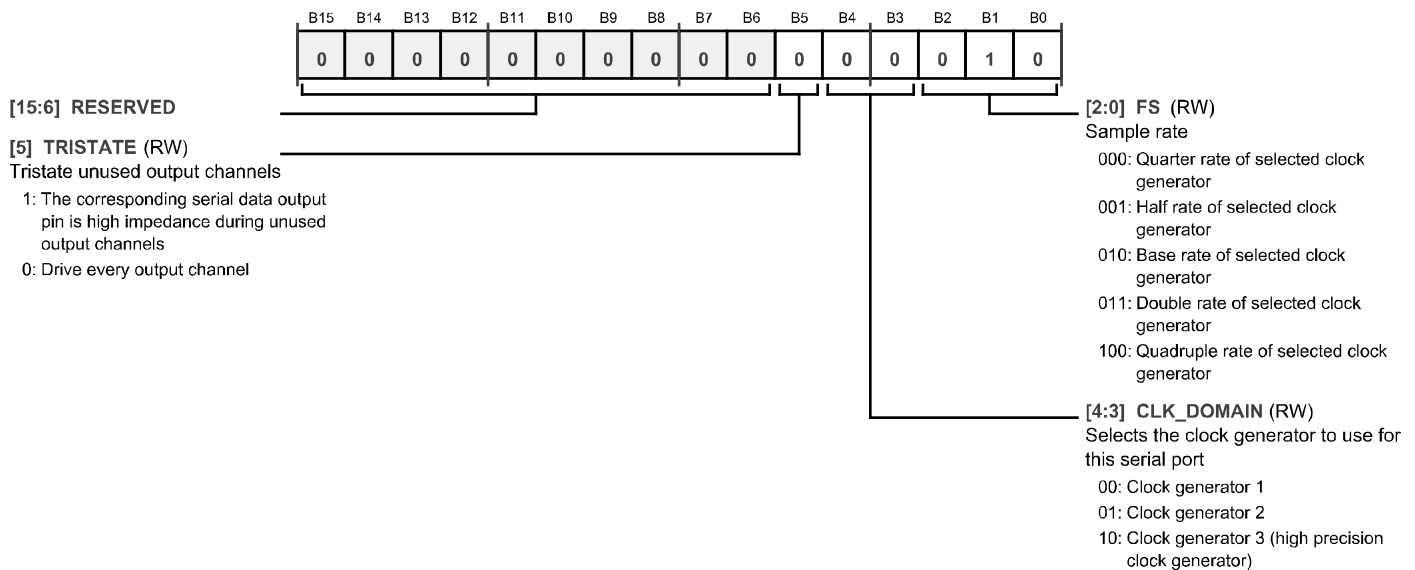 B15 B14 B13 B12 B11 B10 B9 B8 B7 B6 B5 B4 B3 B2 B1 B0
0 0 0 0 0 0 0 0 0 0 0 0 0 0 1 0
[15:6] RESERVED
[5] TRISTATE (RW)
Tristate unused output channels
1: The corresponding serial data output
pin is high impedance during unused
output channels
0: Drive every output channel
[2:0] FS (RW)
Sample rate
000: Quarter rate of selected clock
generator
001: Half rate of selected clock
generator
010: Base rate of selected clock
generator
011: Double rate of selected clock
generator
100: Quadruple rate of selected clock
generator
[4:3] CLK_DOMAIN (RW)
Selects the clock generator to use for
this serial port
00: Clock generator 1
01: Clock generator 2
10: Clock generator 3 (high precision
clock generator)